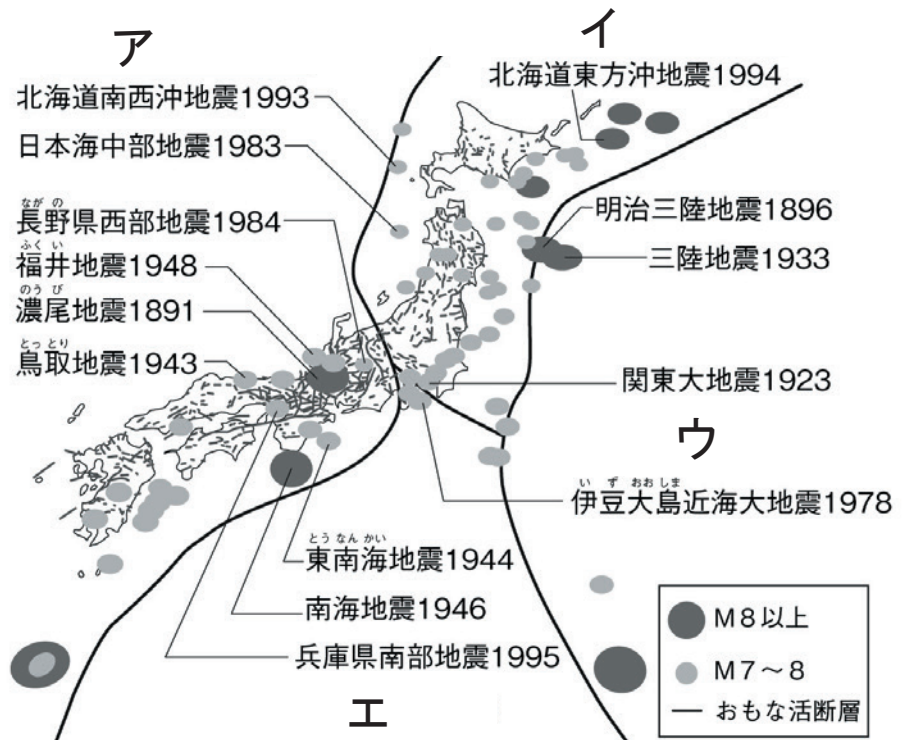 ア
イ
北海道東方沖地震1994
北海道南西沖地震1993
日本海中部地震1983
長野県西部地震1984
ながの
福井地震1948
ふくい
濃尾地震1891
のうび
鳥取地震1943
とっとり
明治三陸地震1896
三陸地震1933
関東大地震1923
ウ
伊豆大島近海大地震1978
いずおおしま
東南海地震1944
とうなんかい
南海地震1946
兵庫県南部地震1995
エ
M8以上
M7〜8
おもな活断層